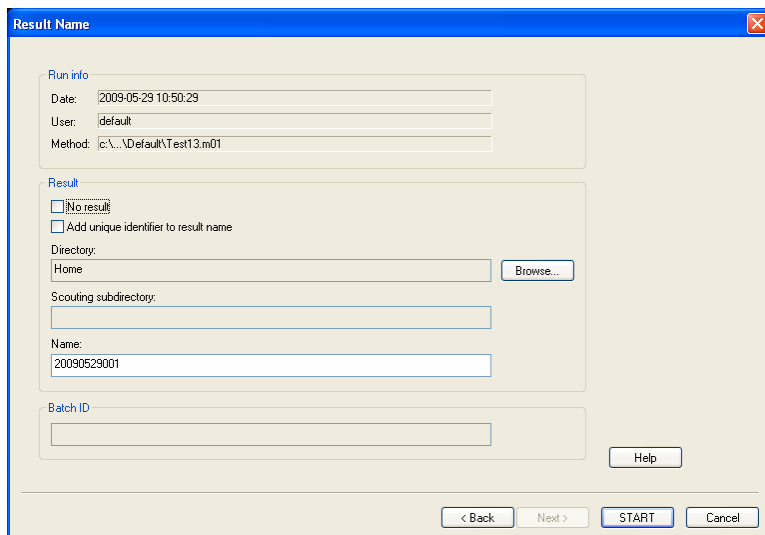 Result Name
Run info
Date: 2009-05-29 10:50:29
User: default
Method: c:\...\Default\Test13.m01
Result
No result
Add unique identifier to result name
Directory:
Home
Browse...
Scouting subdirectory:
Name:
20090529001
Batch ID
Help
< Back Next > START Cancel